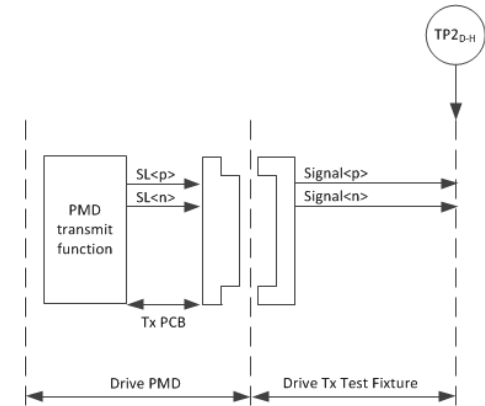 TP2D-H
SL<p>
Signal<p>
SL<n>
Signal<n>
PMD
transmit
function
Tx PCB
Drive PMD
Drive Tx Test Fixture